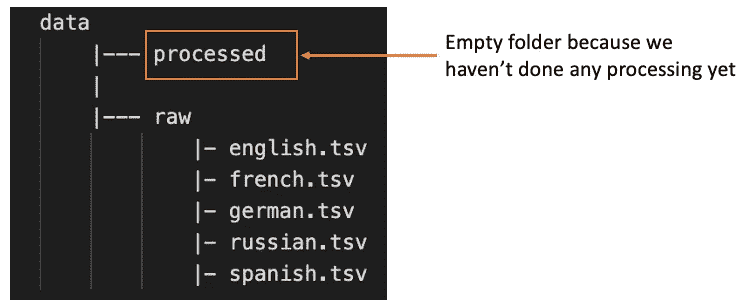 data
|--- processed
|
|--- raw
|- english.tsv
|- french.tsv
|- german.tsv
|- russian.tsv
|- spanish.tsv
Empty folder because we
haven’t done any processing yet